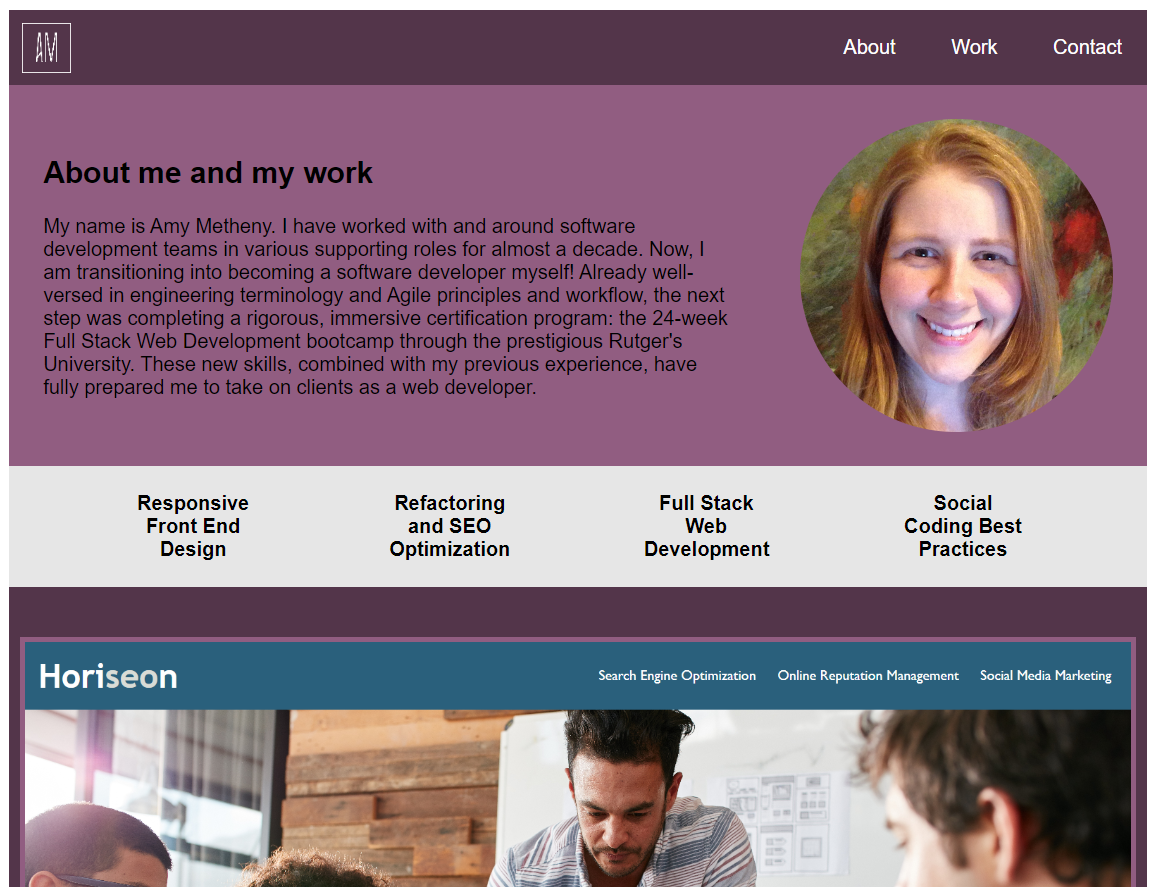 AM
About Work Contact
About me and my work
My name is Amy Metheny. I have worked with and around software
development teams in various supporting roles for almost a decade. Now, I
am transitioning into becoming a software developer myself! Already well-
versed in engineering terminology and Agile principles and workflow, the next
step was completing a rigorous, immersive certification program: the 24-week
Full Stack Web Development bootcamp through the prestigious Rutger's
University. These new skills, combined with my previous experience, have
fully prepared me to take on clients as a web developer.
Responsive
Front End
Design
Refactoring
and SEO
Optimization
Full Stack
Web
Development
Social
Coding Best
Practices
Horiseon
Search Engine Optimization Online Reputation Management Social Media Marketing